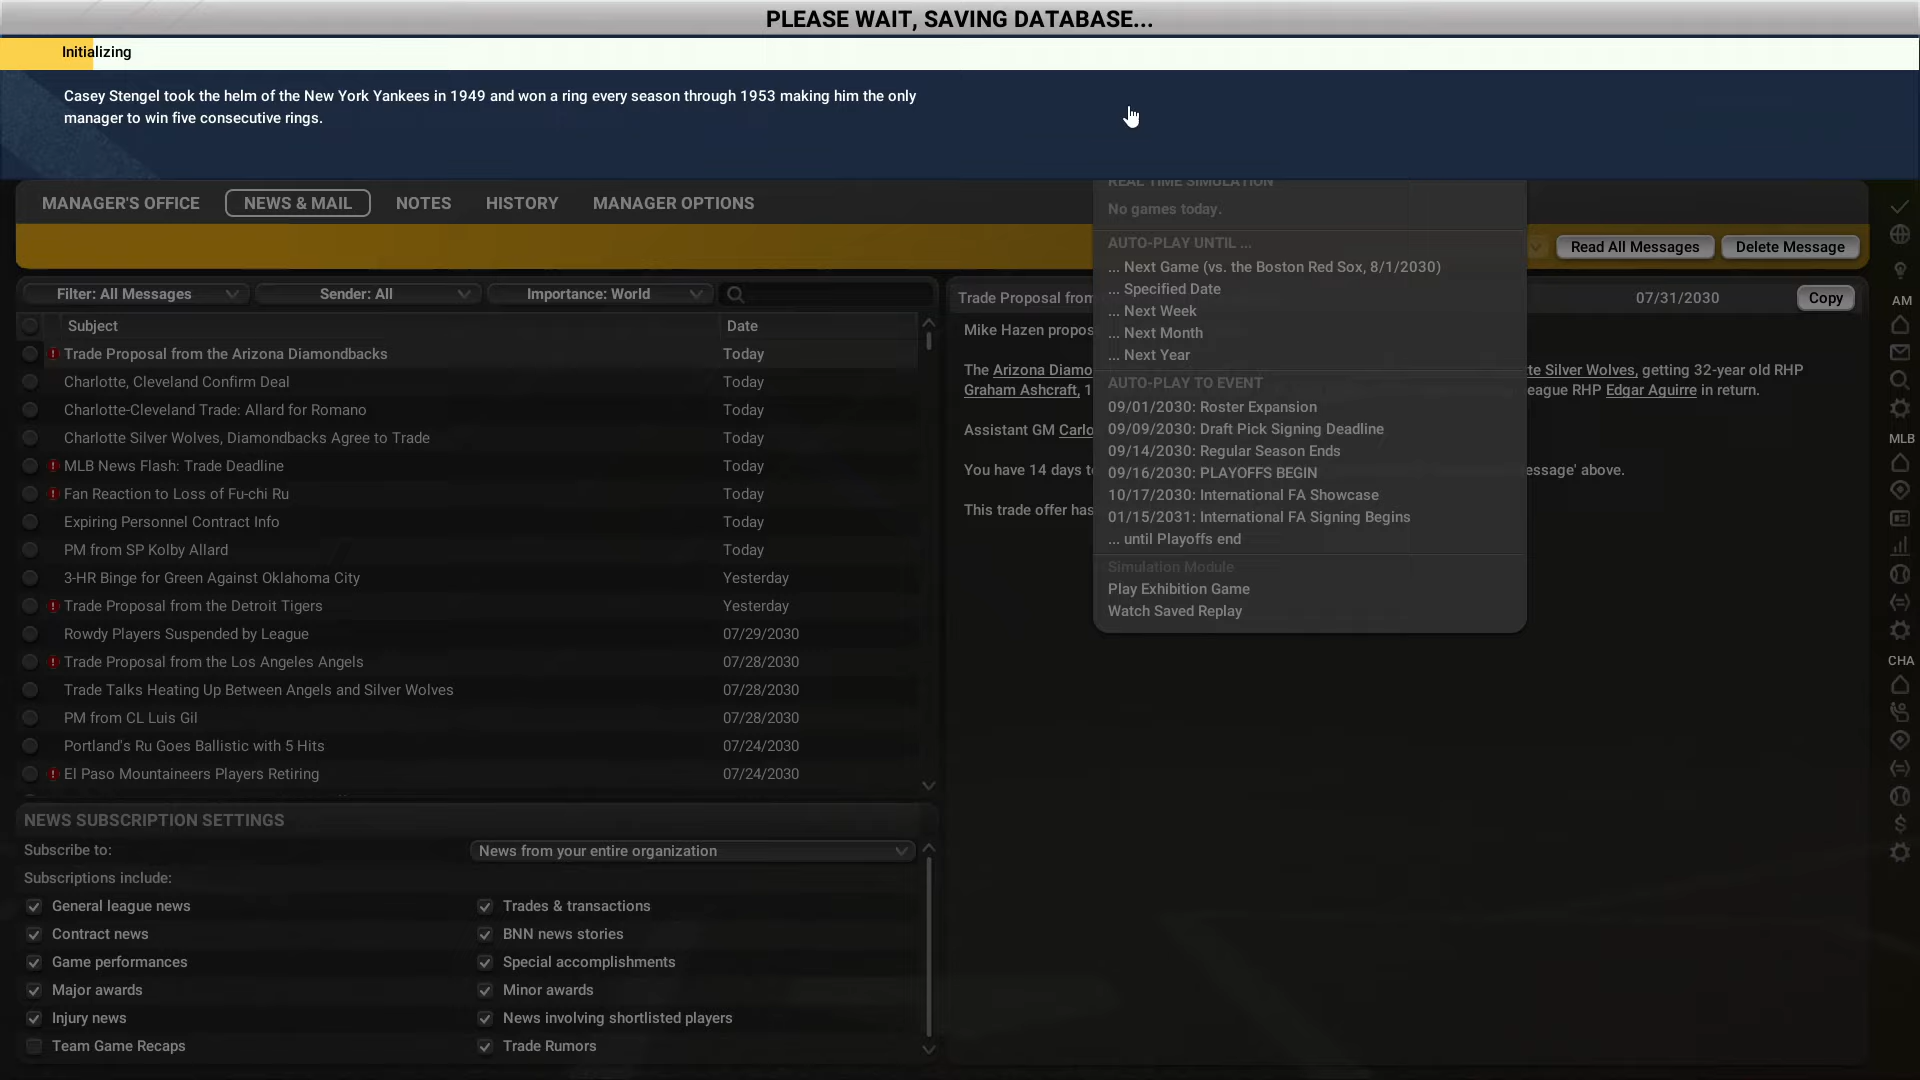 PLEASE WAIT, SAVING DATABASE...
Initializing
Casey Stengel took the helm of the New York Yankees in 1949 and won a ring every season through 1953 making him the only
manager to win five consecutive rings.
MANAGER'S OFFICE
NEWS & MAIL
NOTES
HISTORY
MANAGER OPTIONS
Read All Messages
Delete Message
Filter: All Messages
Sender: All
Importance: World
Subject Date
Trade Proposal from the Arizona Diamondbacks Today
Charlotte, Cleveland Confirm Deal Today
Charlotte-Cleveland Trade: Allard for Romano Today
Charlotte Silver Wolves, Diamondbacks Agree to Trade Today
MLB News Flash: Trade Deadline Today
Fan Reaction to Loss of Fu-chi Ru Today
Expiring Personnel Contract Info Today
PM from SP Kolby Allard Today
3-HR Binge for Green Against Oklahoma City Yesterday
Trade Proposal from the Detroit Tigers Yesterday
Rowdy Players Suspended by League 07/29/2030
Trade Proposal from the Los Angeles Angels 07/28/2030
Trade Talks Heating Up Between Angels and Silver Wolves 07/28/2030
PM from CL Luis Gil 07/28/2030
Portland's Ru Goes Ballistic with 5 Hits 07/24/2030
El Paso Mountaineers Players Retiring 07/24/2030
NEWS SUBSCRIPTION SETTINGS
Subscribe to: News from your entire organization
Subscriptions include:
General league news
Trades & transactions
Contract news
BNN news stories
Game performances
Special accomplishments
Major awards
Minor awards
Injury news
News involving shortlisted players
Team Game Recaps
Trade Rumors
Trade Proposal from
07/31/2030
Copy
Mike Hazen propos
The Arizona Diamo te Silver Wolves, getting 32-year old RHP
Graham Ashcraft, 1 eague RHP Edgar Aguirre in return.
Assistant GM Carlo
You have 14 days t essage' above.
This trade offer has
REAL TIME SIMULATION
No games today.
AUTO-PLAY UNTIL ...
... Next Game (vs. the Boston Red Sox, 8/1/2030)
... Specified Date
... Next Week
... Next Month
... Next Year
AUTO-PLAY TO EVENT
09/01/2030: Roster Expansion
09/09/2030: Draft Pick Signing Deadline
09/14/2030: Regular Season Ends
09/16/2030: PLAYOFFS BEGIN
10/17/2030: International FA Showcase
01/15/2031: International FA Signing Begins
... until Playoffs end
Simulation Module
Play Exhibition Game
Watch Saved Replay
AM
MLB
CHA